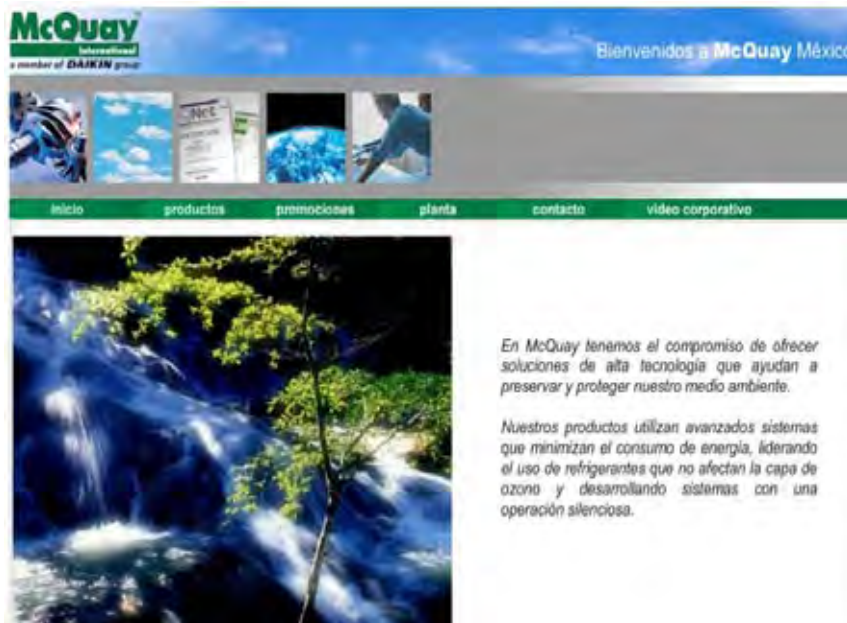 McQuay
International
a member of DAIKIN group
Bienvenidos a McQuay México
inicio productos promociones planta contacto video corporativo
En McQuay tenemos el compromiso de ofrecer
soluciones de alta tecnología que ayudan a
preservar y proteger nuestro medio ambiente.
Nuestros productos utilizan avanzados sistemas
que minimizan el consumo de energía, liderando
el uso de refrigerantes que no afectan la capa de
ozono y desarrollando sistemas con una
operación silenciosa.